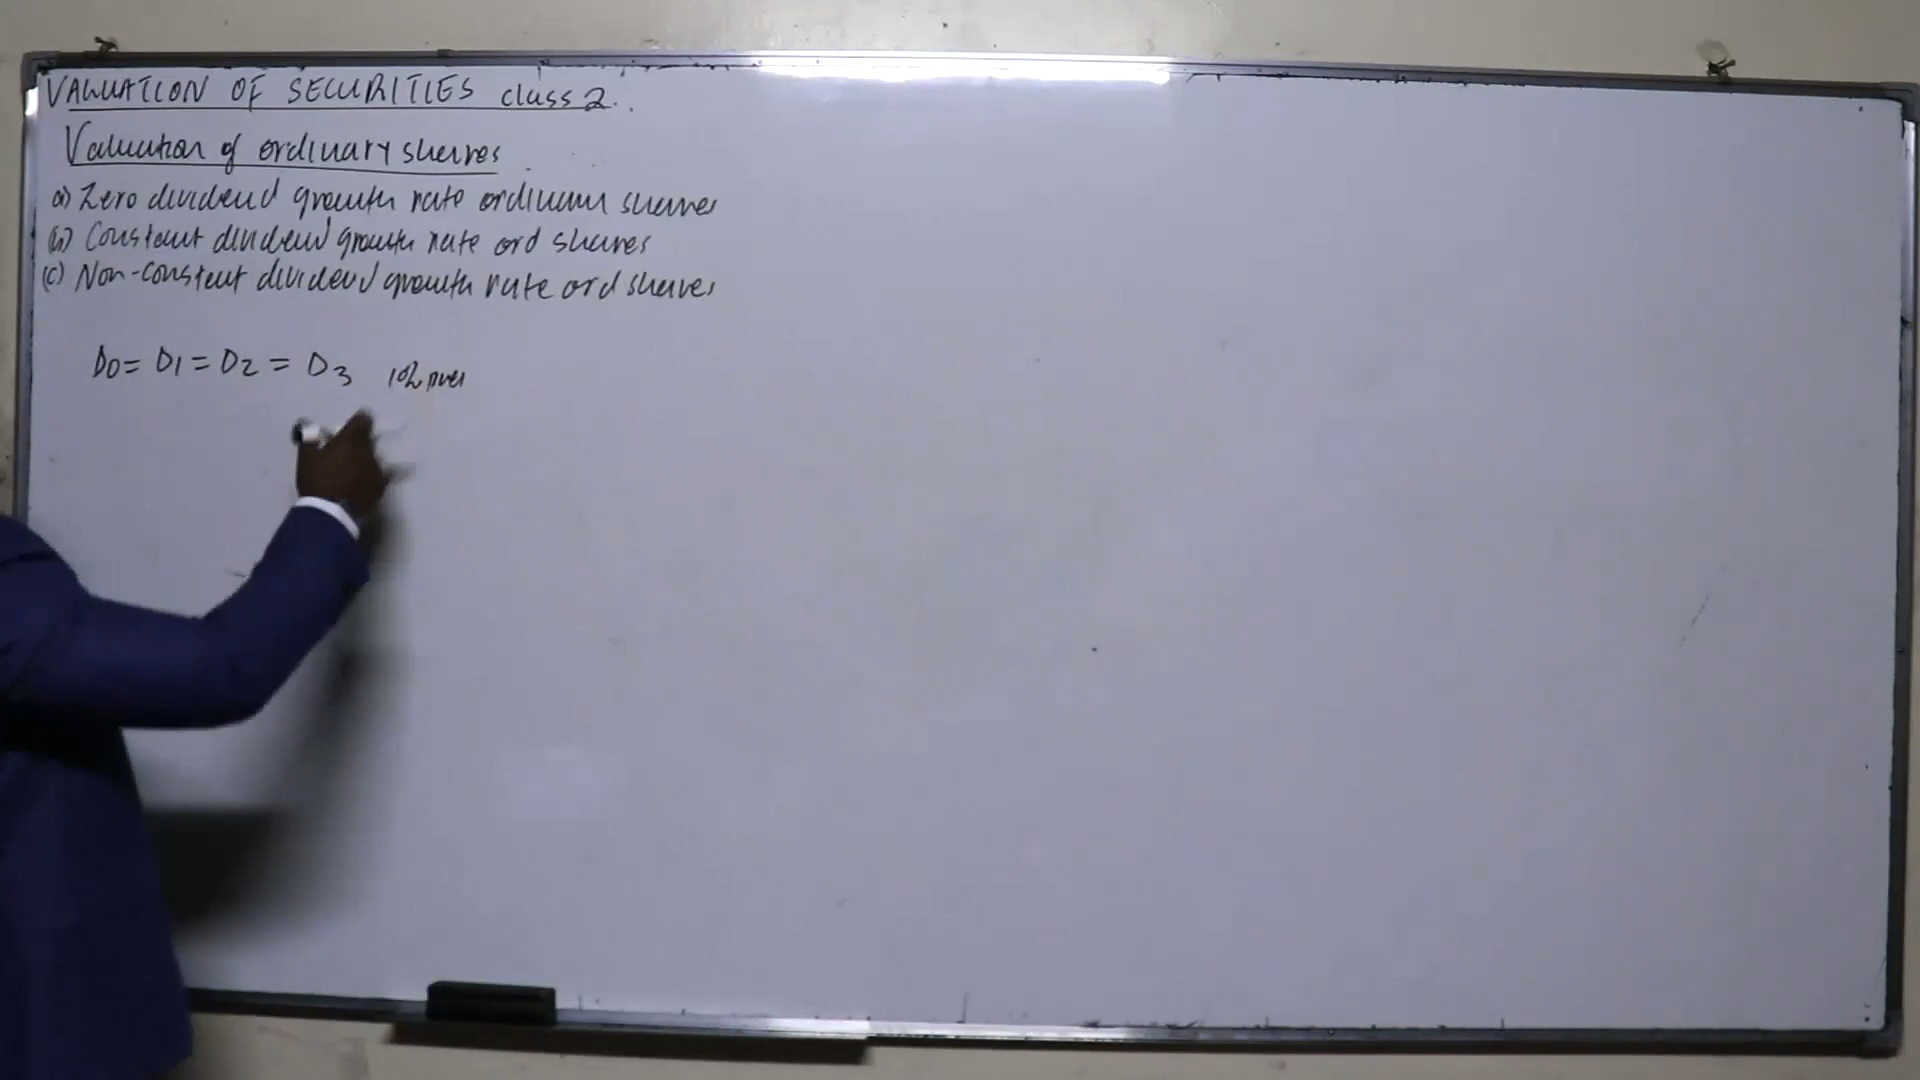 VALUATION OF SECURITIES class 2.
Valuation of ordinary shares
a) Zero dividend growth rate ordinary shares
(b) Constant dividend growth rate ord shares
(c) Non-constant dividend growth rate ord shares
D0 = D1 = D2 = D3